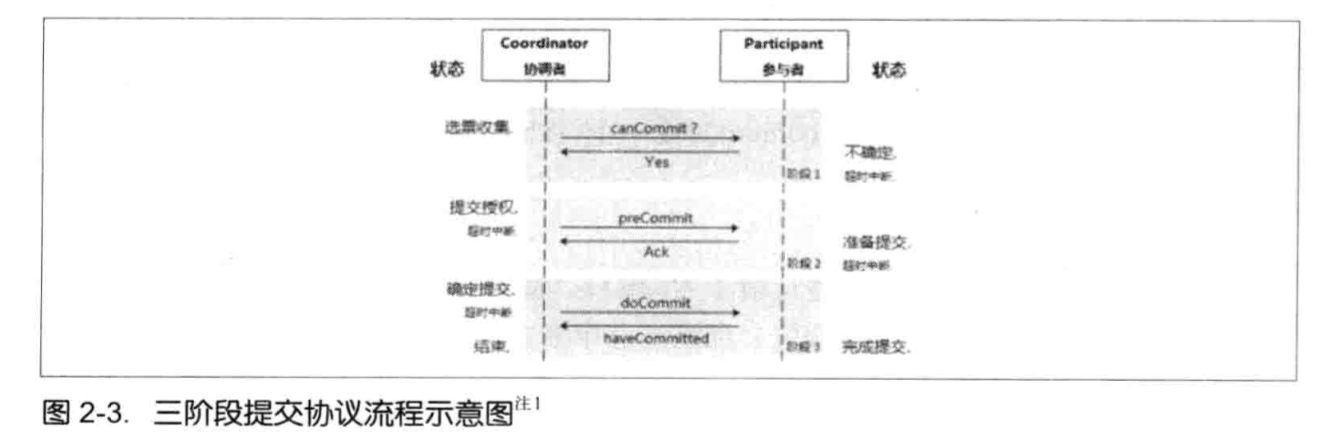 Coordinator
协调者
Participant
参与者
状态
状态
选票收集.
canCommit ?
Yes
不确定.
阶段 1
超时中断.
提交授权.
超时中断
preCommit
Ack
准备提交.
阶段 2
超时中断
确定提交.
超时中断
doCommit
haveCommitted
结束.
阶段 3
完成提交.
图 2-3. 三阶段提交协议流程示意图注1